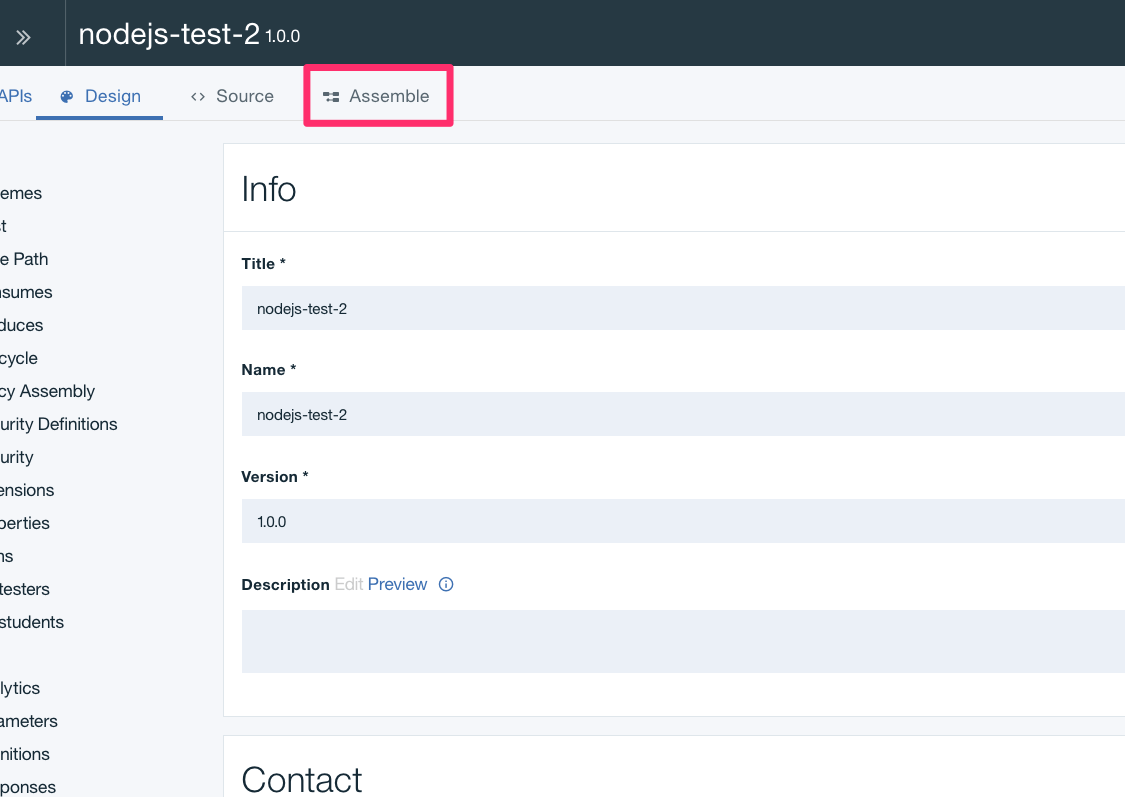 nodejs-test-2 1.0.0
APIs Design Source Assemble
emes
t
e Path
sumes
duces
cycle
cy Assembly
urity Definitions
urity
ensions
perties
ns
testers
students
lytics
ameters
nitions
ponses
Info
Title *
nodejs-test-2
Name *
nodejs-test-2
Version *
1.0.0
Description Edit Preview
Contact